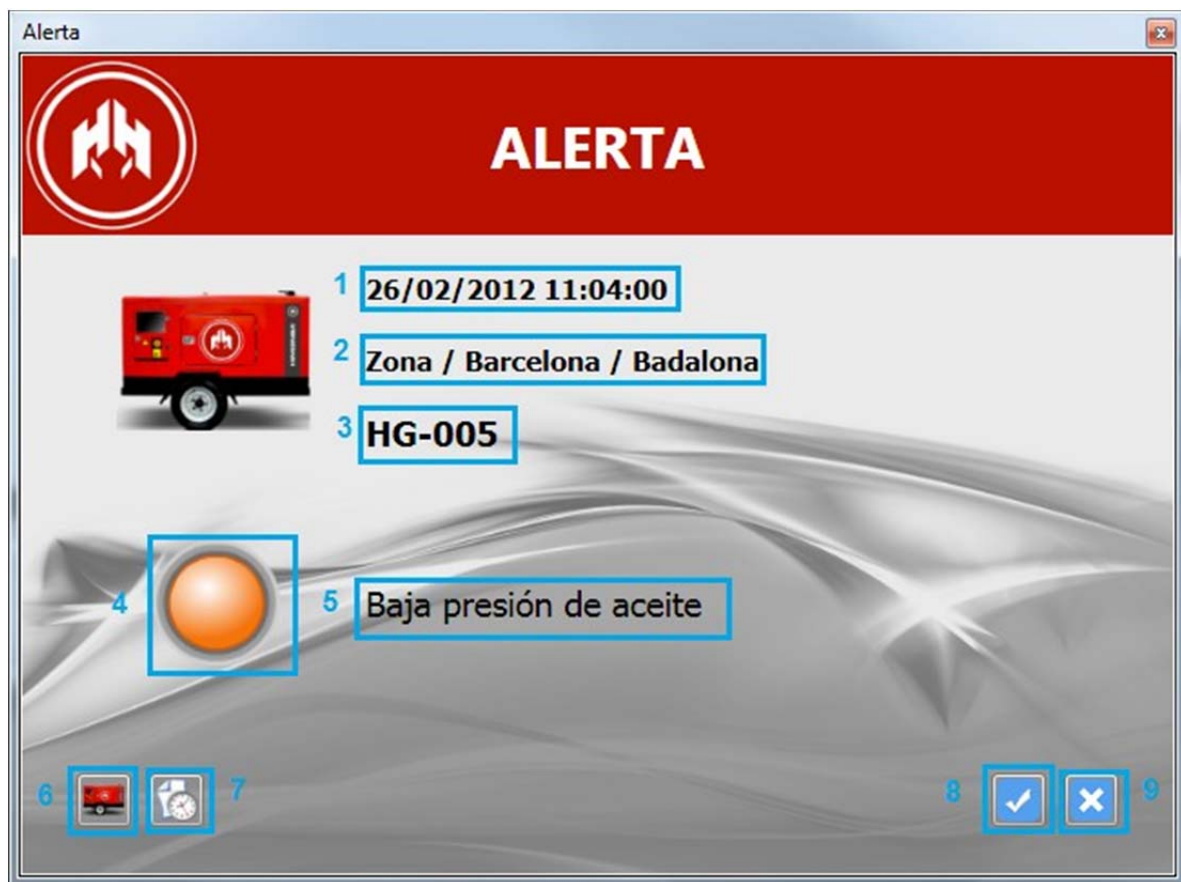 Alerta
ALERTA
1 26/02/2012 11:04:00
2 Zona / Barcelona / Badalona
3 HG-005
4 5 Baja presión de aceite
6 7 8 9